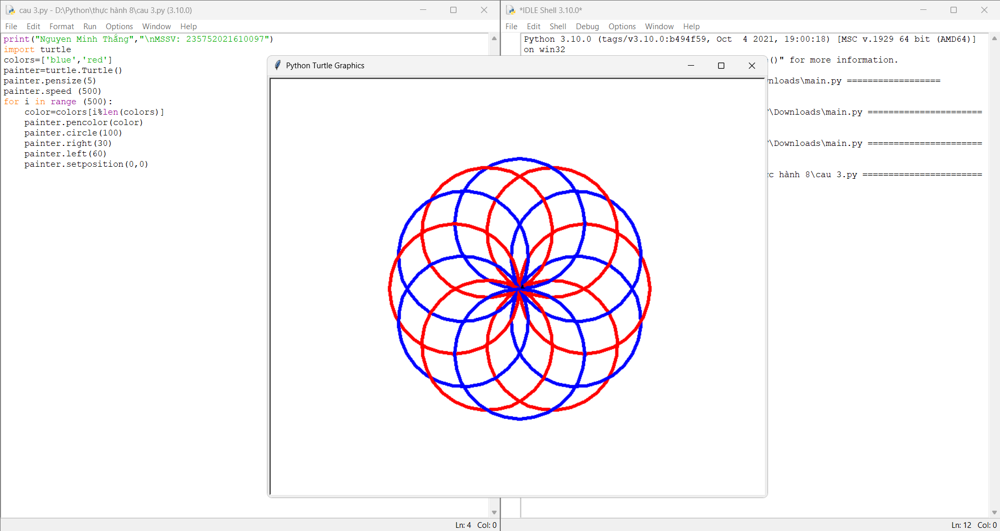 cau 3.py - D:\Python\thực hành 8\cau 3.py (3.10.0)
File Edit Format Run Options Window Help
print("Nguyen Minh Thắng","\nMSSV: 235752021610097")
import turtle
colors=['blue','red']
painter=turtle.Turtle()
painter.pensize(5)
painter.speed (500)
for i in range (500):
    color=colors[i%len(colors)]
    painter.pencolor(color)
    painter.circle(100)
    painter.right(30)
    painter.left(60)
    painter.setposition(0,0)
Ln: 4 Col: 0
Python Turtle Graphics
*IDLE Shell 3.10.0*
File Edit Shell Debug Options Window Help
Python 3.10.0 (tags/v3.10.0:b494f59, Oct  4 2021, 19:00:18) [MSC v.1929 64 bit (AMD64)]
on win32
()" for more information.
nloads\main.py ==================
\Downloads\main.py ======================
\Downloads\main.py ======================
c hành 8\cau 3.py =======================
Ln: 12 Col: 0